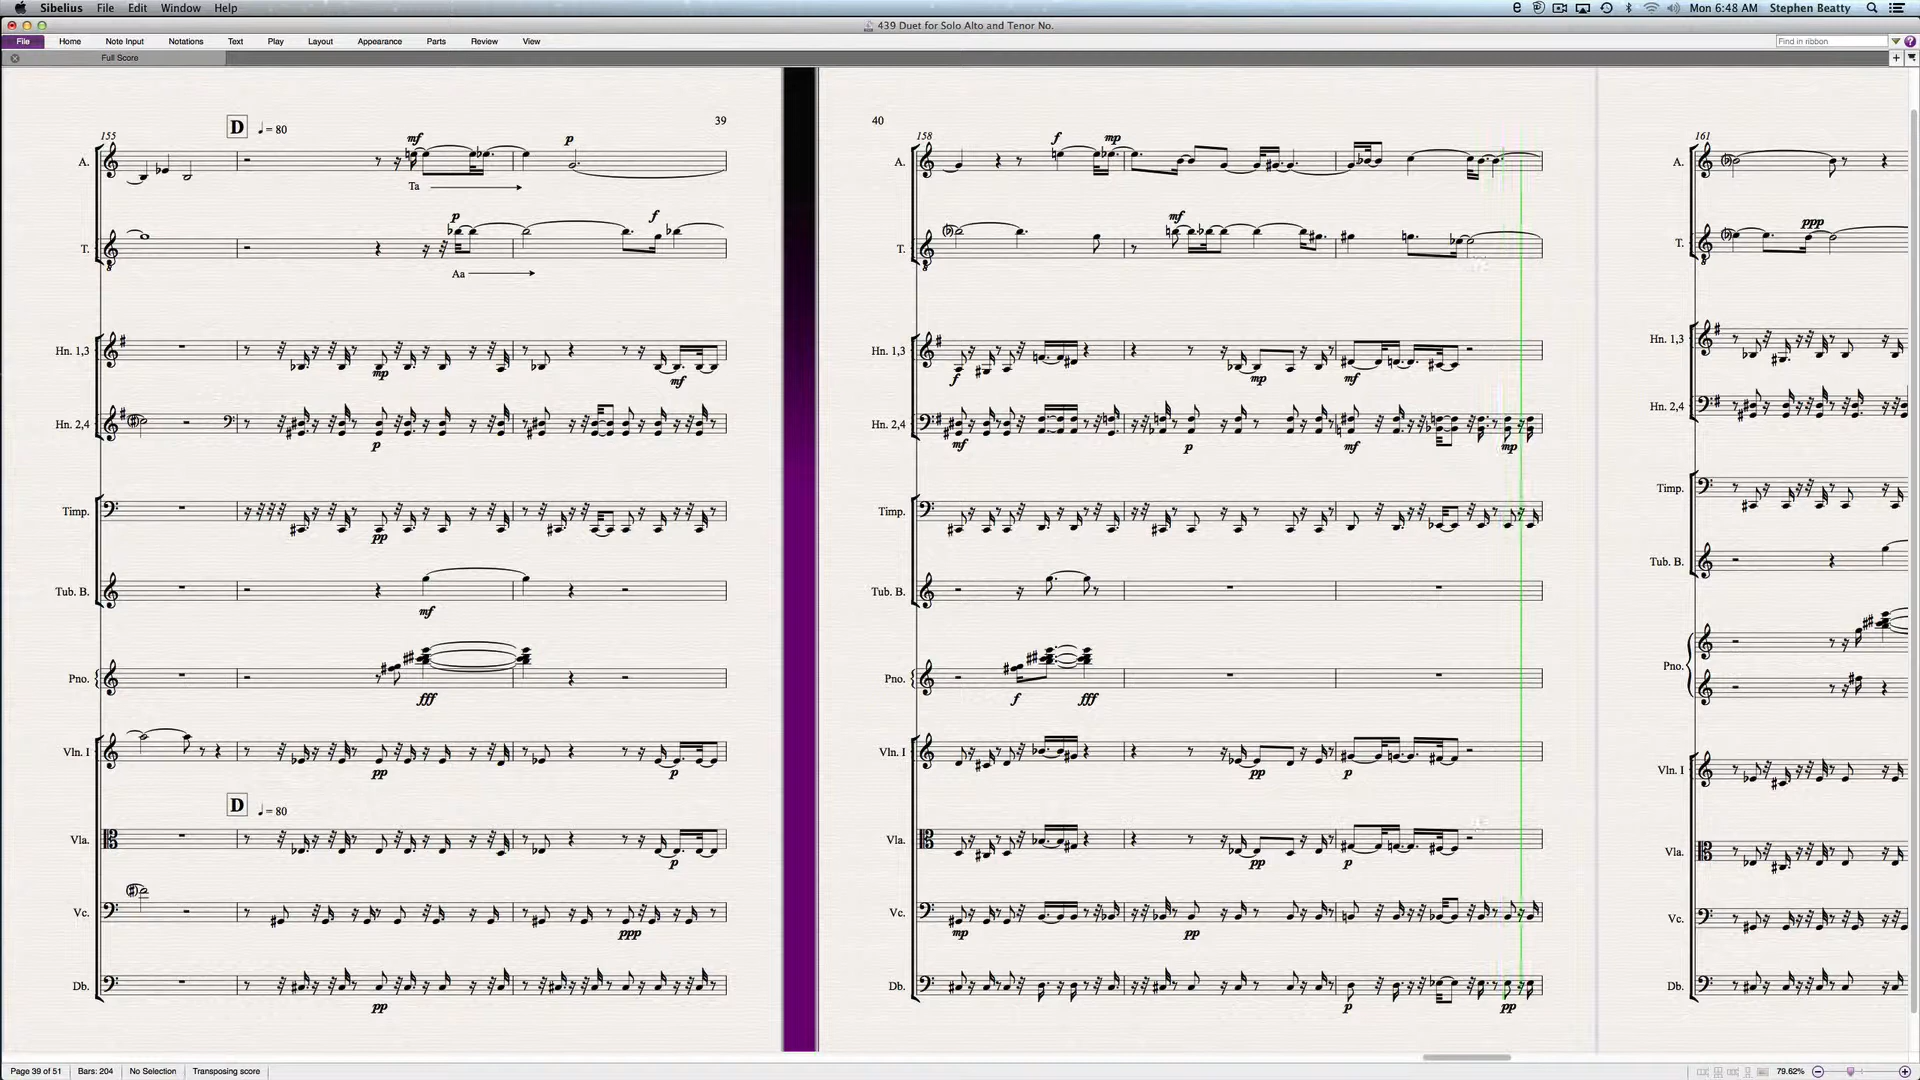 Sibelius File Edit Window Help Mon 6:48 AM Stephen Beatty
439 Duet for Solo Alto and Tenor No.
File Home Note Input Notations Text Play Layout Appearance Parts Review View Find in ribbon
Full Score
D ♩= 80 39 40
155 mf p 158 f mp 161
A. A. A.
Ta
p f mf ppp
T. T. T.
Aa
Hn. 1,3 Hn. 1,3 Hn. 1,3
mp mf f mp mf
Hn. 2,4 Hn. 2,4 Hn. 2,4
p mf p mf mp
Timp. Timp. Timp.
pp
Tub. B. Tub. B. Tub. B.
mf
Pno. Pno. Pno.
fff f fff
Vln. I Vln. I Vln. I
pp p pp p
D ♩= 80
Vla. Vla. Vla.
p pp p
Vc. Vc. Vc.
ppp mp pp
Db. Db. Db.
pp p pp
Page 39 of 51 Bars: 204 No Selection Transposing score 79.62%